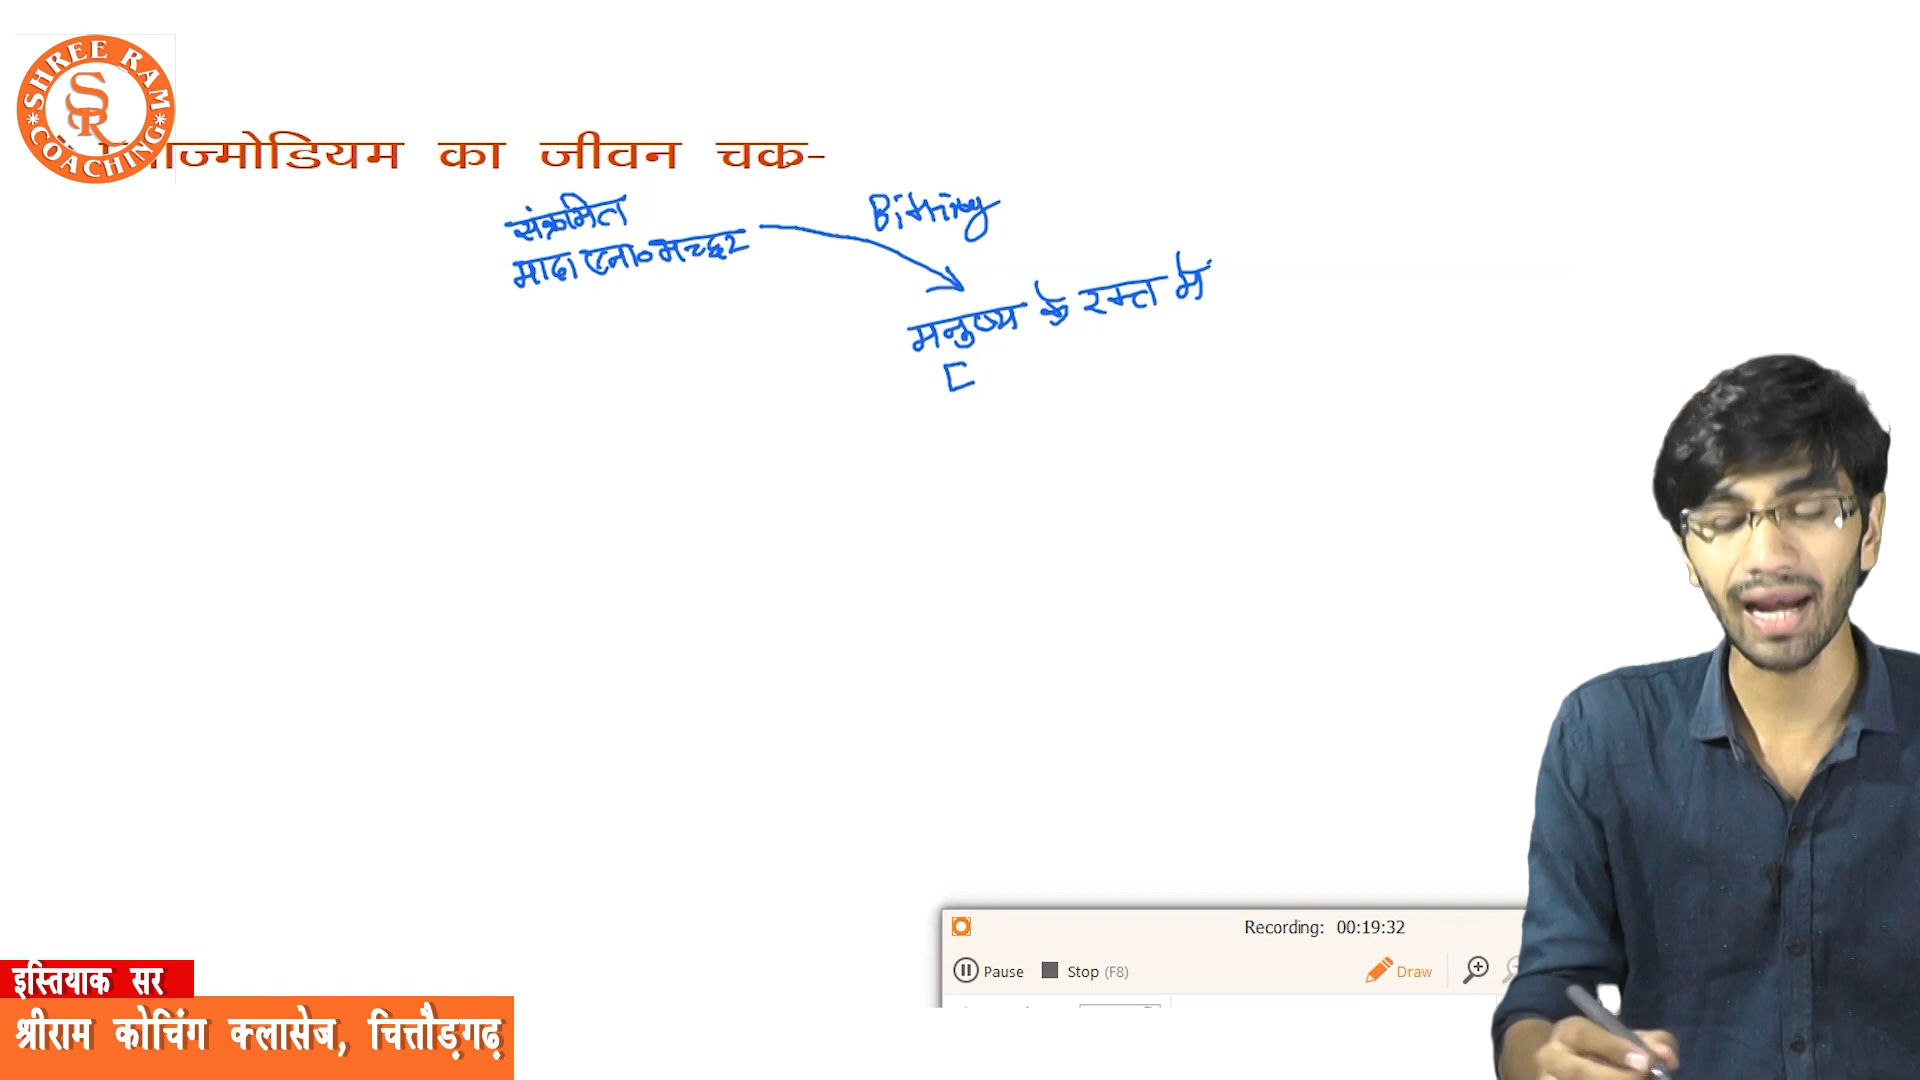 SHREE RAM
SR
COACHING
का जीवन चक्र-
संक्रमित
मादा एना० मच्छर
Bitting
मनुष्य के रक्त में
[
Recording: 00:19:32
Pause
Stop (F8)
Draw
इस्तियाक सर
श्रीराम कोचिंग क्लासेज, चित्तौड़गढ़